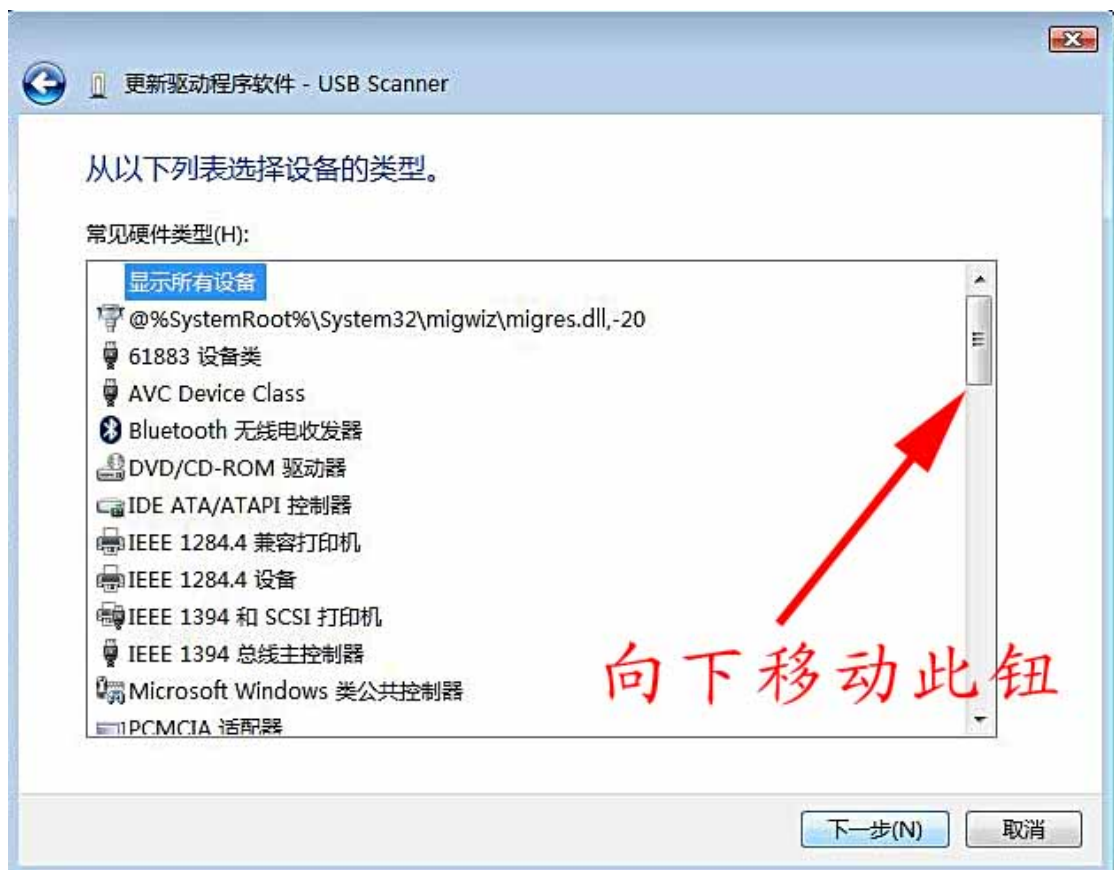 更新驱动程序软件 - USB Scanner
从以下列表选择设备的类型。
常见硬件类型(H):
显示所有设备
@%SystemRoot%\System32\migwiz\migres.dll,-20
61883 设备类
AVC Device Class
Bluetooth 无线电收发器
DVD/CD-ROM 驱动器
IDE ATA/ATAPI 控制器
IEEE 1284.4 兼容打印机
IEEE 1284.4 设备
IEEE 1394 和 SCSI 打印机
IEEE 1394 总线主控制器
Microsoft Windows 类公共控制器
PCMCIA 适配器
向下移动此钮
下一步(N)
取消